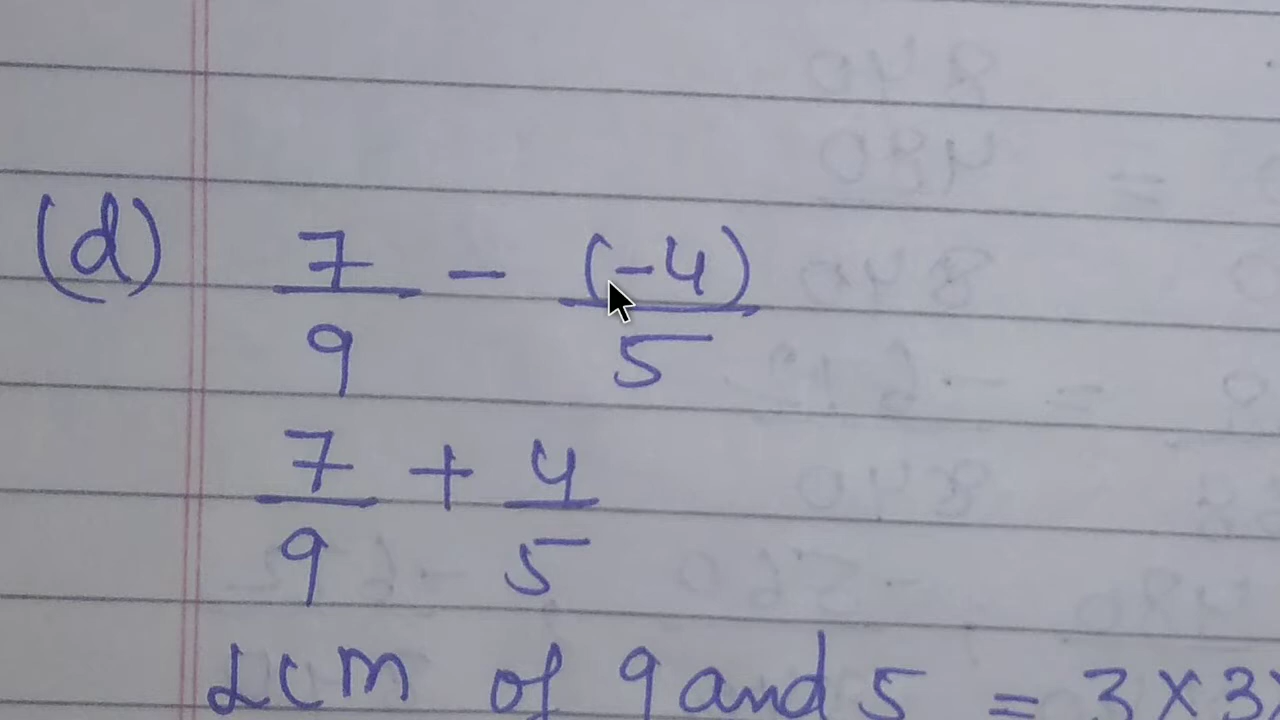 (d) 7/9 - (-4)/5
7/9 + 4/5
LCM of 9 and 5 = 3×3×